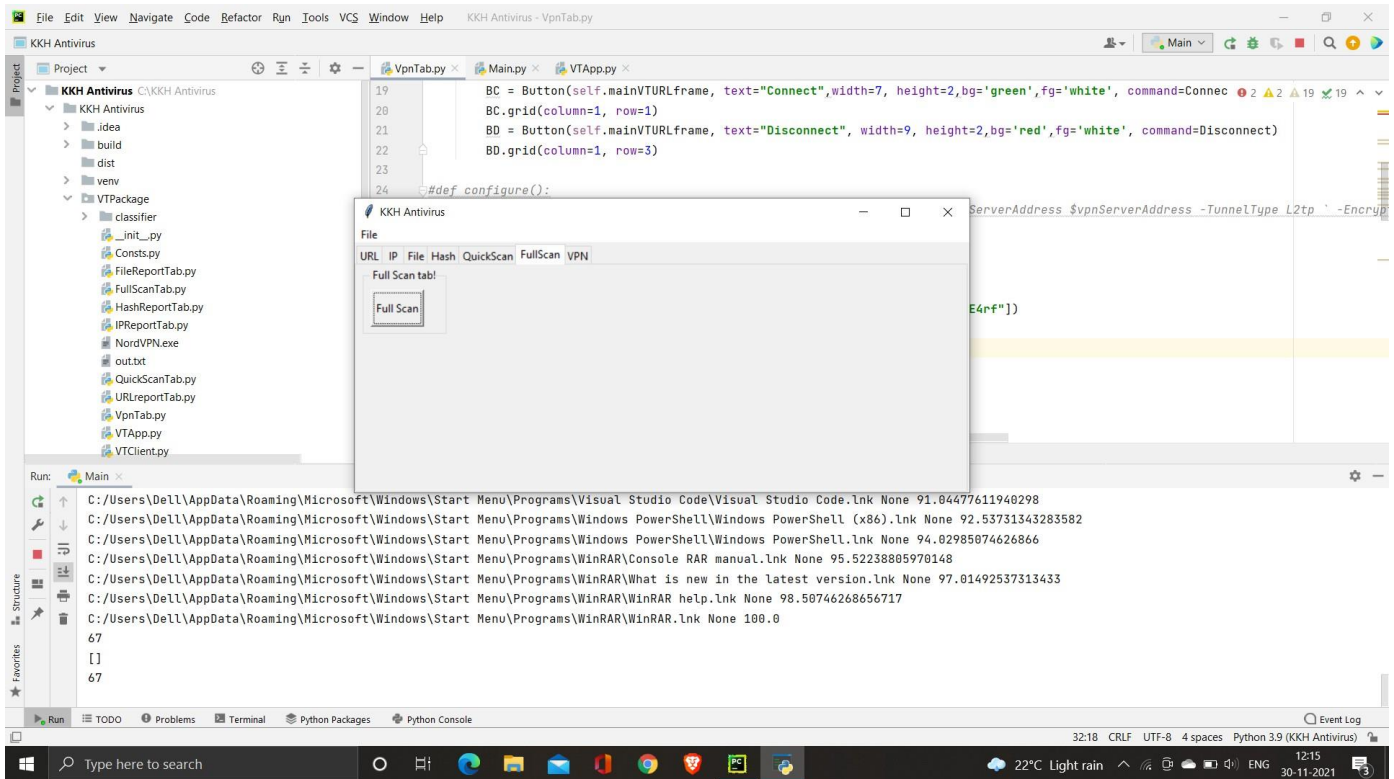 File Edit View Navigate Code Refactor Run Tools VCS Window Help KKH Antivirus - VpnTab.py
KKH Antivirus
Main
Project
VpnTab.py
Main.py
VTApp.py
Project
KKH Antivirus C:\KKH Antivirus
KKH Antivirus
.idea
build
dist
venv
VTPackage
classifier
__init__.py
Consts.py
FileReportTab.py
FullScanTab.py
HashReportTab.py
IPReportTab.py
NordVPN.exe
out.txt
QuickScanTab.py
URLreportTab.py
VpnTab.py
VTApp.py
VTClient.py
19 BC = Button(self.mainVTURLframe, text="Connect",width=7, height=2,bg='green',fg='white', command=Connec 2 2 19 19
20 BC.grid(column=1, row=1)
21 BD = Button(self.mainVTURLframe, text="Disconnect", width=9, height=2,bg='red',fg='white', command=Disconnect)
22 BD.grid(column=1, row=3)
23
24 #def configure():
ServerAddress $vpnServerAddress -TunnelType L2tp ` -Encryp
E4rf"])
KKH Antivirus
File
URL IP File Hash QuickScan FullScan VPN
Full Scan tab!
Full Scan
Run: Main
C:/Users\Dell\AppData\Roaming\Microsoft\Windows\Start Menu\Programs\Visual Studio Code\Visual Studio Code.lnk None 91.04477611940298
C:/Users\Dell\AppData\Roaming\Microsoft\Windows\Start Menu\Programs\Windows PowerShell\Windows PowerShell (x86).lnk None 92.53731343283582
C:/Users\Dell\AppData\Roaming\Microsoft\Windows\Start Menu\Programs\Windows PowerShell\Windows PowerShell.lnk None 94.02985074626866
C:/Users\Dell\AppData\Roaming\Microsoft\Windows\Start Menu\Programs\WinRAR\Console RAR manual.lnk None 95.52238805970148
C:/Users\Dell\AppData\Roaming\Microsoft\Windows\Start Menu\Programs\WinRAR\What is new in the latest version.lnk None 97.01492537313433
C:/Users\Dell\AppData\Roaming\Microsoft\Windows\Start Menu\Programs\WinRAR\WinRAR help.lnk None 98.50746268656717
C:/Users\Dell\AppData\Roaming\Microsoft\Windows\Start Menu\Programs\WinRAR\WinRAR.lnk None 100.0
67
[]
67
Structure
Favorites
Run TODO Problems Terminal Python Packages Python Console Event Log
32:18 CRLF UTF-8 4 spaces Python 3.9 (KKH Antivirus)
Type here to search
22°C Light rain
ENG
12:15
30-11-2021
3